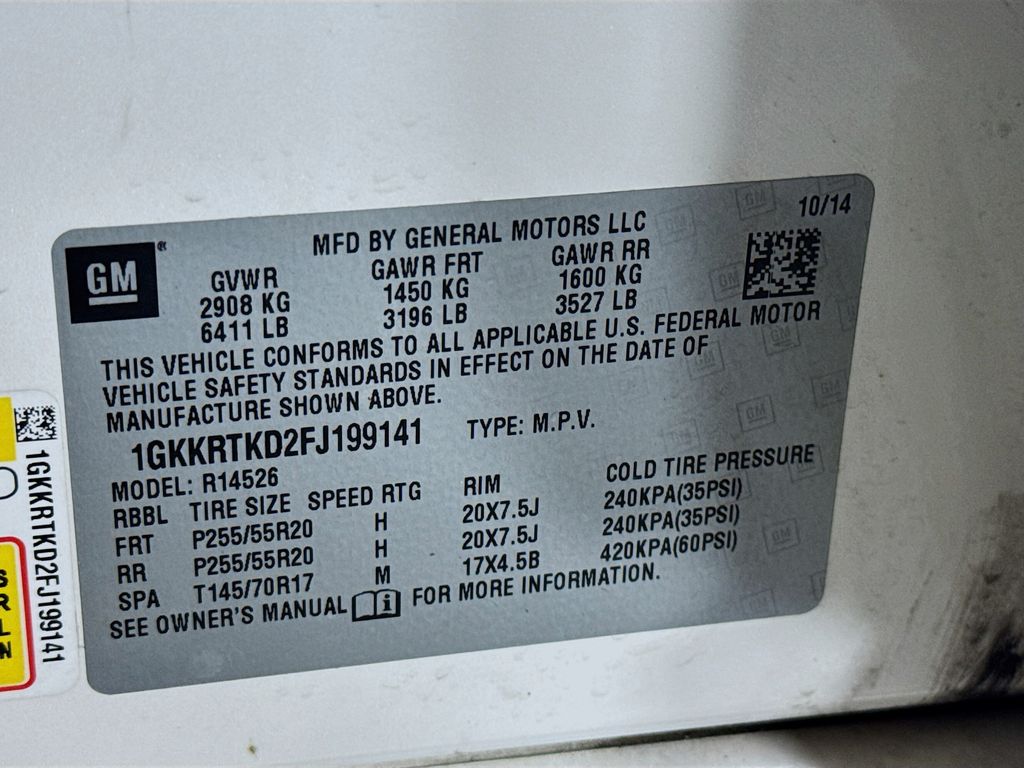 GM
MFD BY GENERAL MOTORS LLC
10/14
GVWR GAWR FRT GAWR RR
2908 KG 1450 KG 1600 KG
6411 LB 3196 LB 3527 LB
THIS VEHICLE CONFORMS TO ALL APPLICABLE U.S. FEDERAL MOTOR
VEHICLE SAFETY STANDARDS IN EFFECT ON THE DATE OF
MANUFACTURE SHOWN ABOVE.
1GKKRTKD2FJ199141 TYPE: M.P.V.
MODEL: R14526
RBBL TIRE SIZE SPEED RTG RIM COLD TIRE PRESSURE
FRT P255/55R20 H 20X7.5J 240KPA(35PSI)
RR P255/55R20 H 20X7.5J 240KPA(35PSI)
SPA T145/70R17 M 17X4.5B 420KPA(60PSI)
SEE OWNER'S MANUAL i FOR MORE INFORMATION.
1GKKRTKD2FJ199141
S
R
L
N